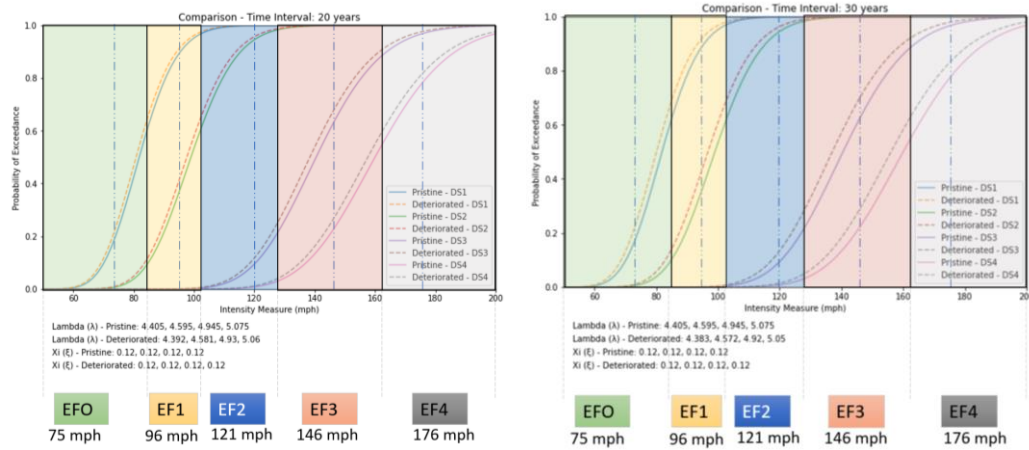 Comparison - Time Interval: 20 years
1.0
0.8
0.6
0.4
0.2
0.0
Probability of Exceedance
60
80
100
120
140
160
180
200
Intensity Measure (mph)
Pristine - DS1
Deteriorated - DS1
Pristine - DS2
Deteriorated - DS2
Pristine - DS3
Deteriorated - DS3
Pristine - DS4
Deteriorated - DS4
Lambda (λ) - Pristine: 4.405, 4.595, 4.945, 5.075
Lambda (λ) - Deteriorated: 4.392, 4.581, 4.93, 5.06
Xi (ξ) - Pristine: 0.12, 0.12, 0.12, 0.12
Xi (ξ) - Deteriorated: 0.12, 0.12, 0.12, 0.12
EFO
EF1
EF2
EF3
EF4
75 mph
96 mph
121 mph
146 mph
176 mph
Comparison - Time Interval: 30 years
1.0
0.8
0.6
0.4
0.2
0.0
Probability of Exceedance
60
80
100
120
140
160
180
200
Intensity Measure (mph)
Pristine - DS1
Deteriorated - DS1
Pristine - DS2
Deteriorated - DS2
Pristine - DS3
Deteriorated - DS3
Pristine - DS4
Deteriorated - DS4
Lambda (λ) - Pristine: 4.405, 4.595, 4.945, 5.075
Lambda (λ) - Deteriorated: 4.383, 4.572, 4.92, 5.05
Xi (ξ) - Pristine: 0.12, 0.12, 0.12, 0.12
Xi (ξ) - Deteriorated: 0.12, 0.12, 0.12, 0.12
EFO
EF1
EF2
EF3
EF4
75 mph
96 mph
121 mph
146 mph
176 mph